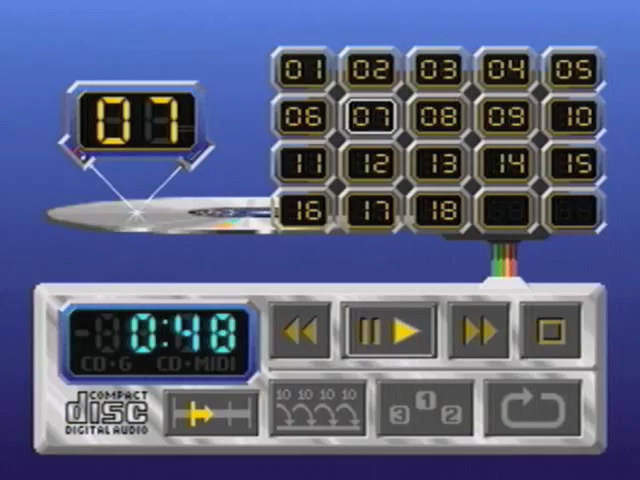 07
01 02 03 04 05
06 07 08 09 10
11 12 13 14 15
16 17 18
0:48
CD·G CD·MIDI
COMPACT
disc
DIGITAL AUDIO
10 10 10 10
3 1 2